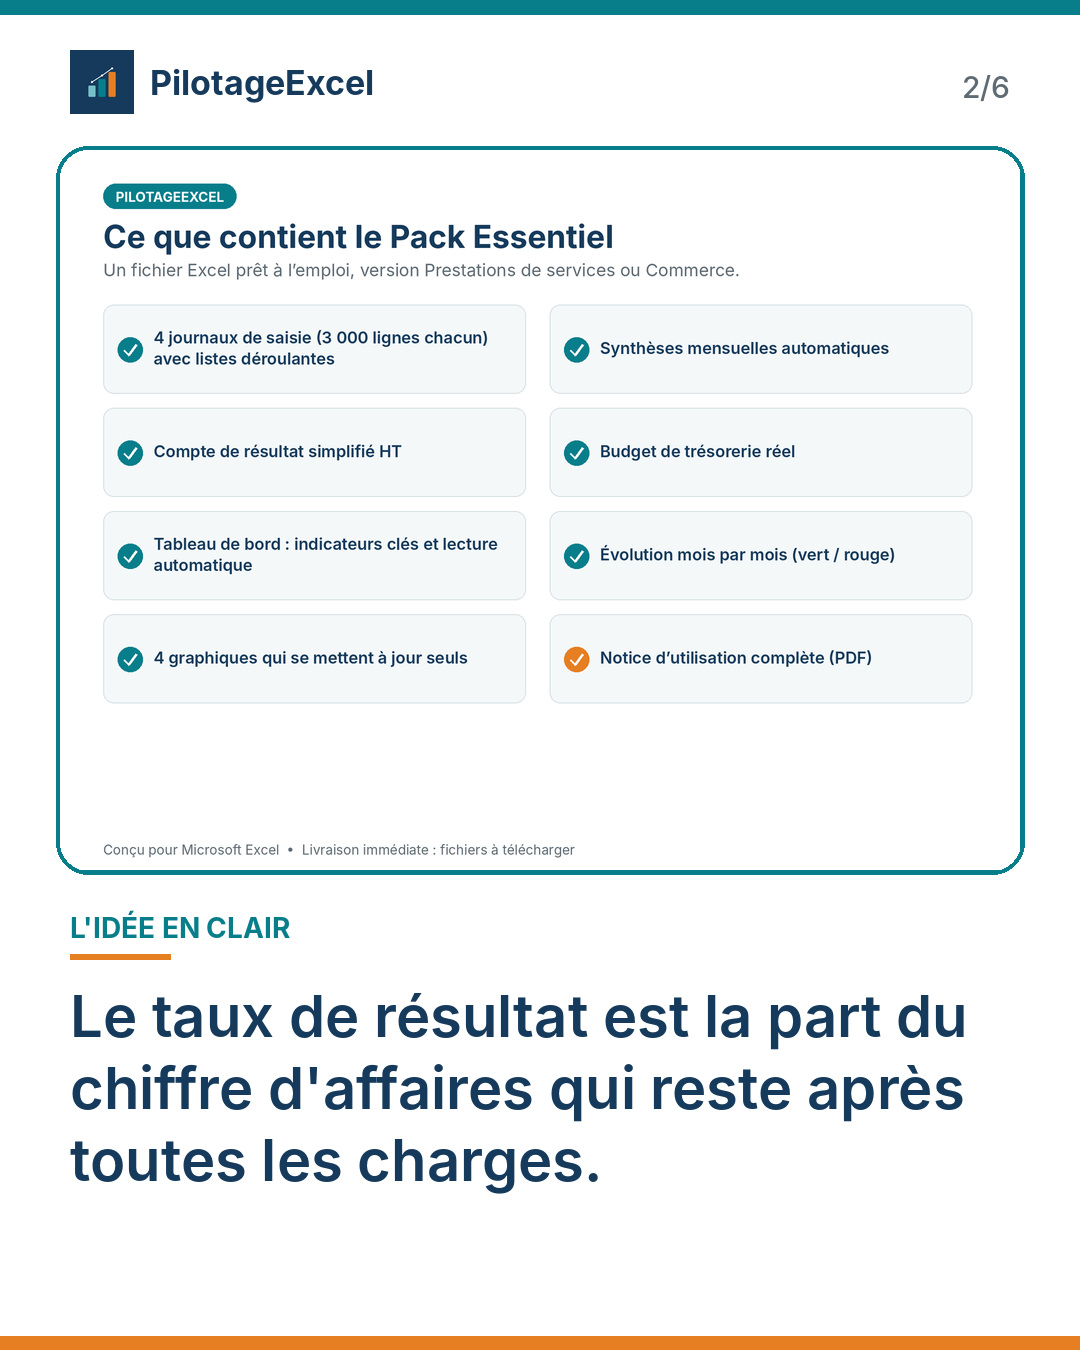 PilotageExcel
2/6
PILOTAGEEXCEL
Ce que contient le Pack Essentiel
Un fichier Excel prêt à l’emploi, version Prestations de services ou Commerce.
4 journaux de saisie (3 000 lignes chacun)
avec listes déroulantes
Synthèses mensuelles automatiques
Compte de résultat simplifié HT
Budget de trésorerie réel
Tableau de bord : indicateurs clés et lecture
automatique
Évolution mois par mois (vert / rouge)
4 graphiques qui se mettent à jour seuls
Notice d’utilisation complète (PDF)
Conçu pour Microsoft Excel • Livraison immédiate : fichiers à télécharger
L'IDÉE EN CLAIR
Le taux de résultat est la part du
chiffre d'affaires qui reste après
toutes les charges.